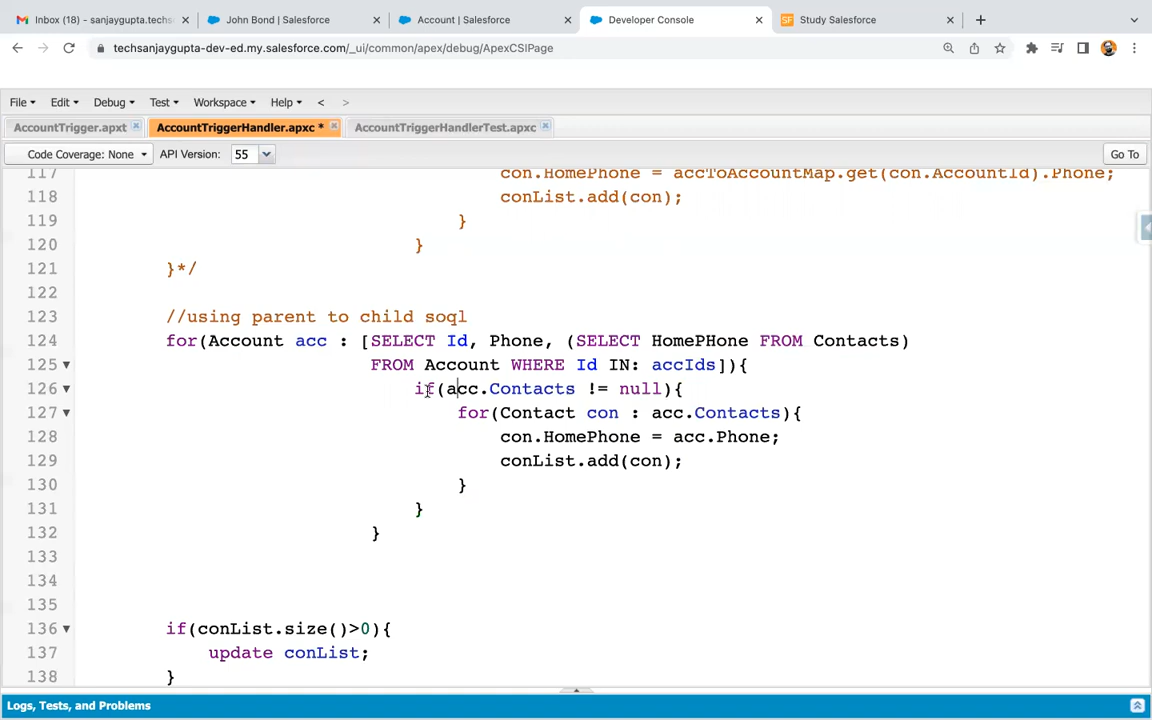 Inbox (18) – sanjaygupta.techs
John Bond | Salesforce
Account | Salesforce
Developer Console
SF Study Salesforce
techsanjaygupta-dev-ed.my.salesforce.com/_ui/common/apex/debug/ApexCSIPage
File Edit Debug Test Workspace Help < >
AccountTrigger.apxt AccountTriggerHandler.apxc * AccountTriggerHandlerTest.apxc
Code Coverage: None API Version: 55 Go To
117 con.HomePhone = accToAccountMap.get(con.AccountId).Phone;
118 conList.add(con);
119 }
120 }
121 }*/
122
123 //using parent to child soql
124 for(Account acc : [SELECT Id, Phone, (SELECT HomePHone FROM Contacts)
125 FROM Account WHERE Id IN: accIds]){
126 if(acc.Contacts != null){
127 for(Contact con : acc.Contacts){
128 con.HomePhone = acc.Phone;
129 conList.add(con);
130 }
131 }
132 }
133
134
135
136 if(conList.size()>0){
137 update conList;
138 }
Logs, Tests, and Problems